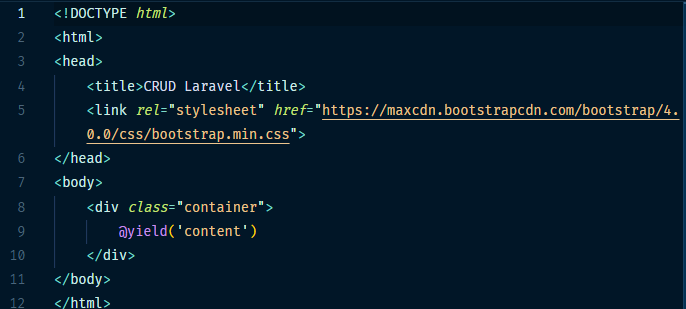 1 <!DOCTYPE html>
2 <html>
3 <head>
4 <title>CRUD Laravel</title>
5 <link rel="stylesheet" href="https://maxcdn.bootstrapcdn.com/bootstrap/4.
0.0/css/bootstrap.min.css">
6 </head>
7 <body>
8 <div class="container">
9 @yield('content')
10 </div>
11 </body>
12 </html>